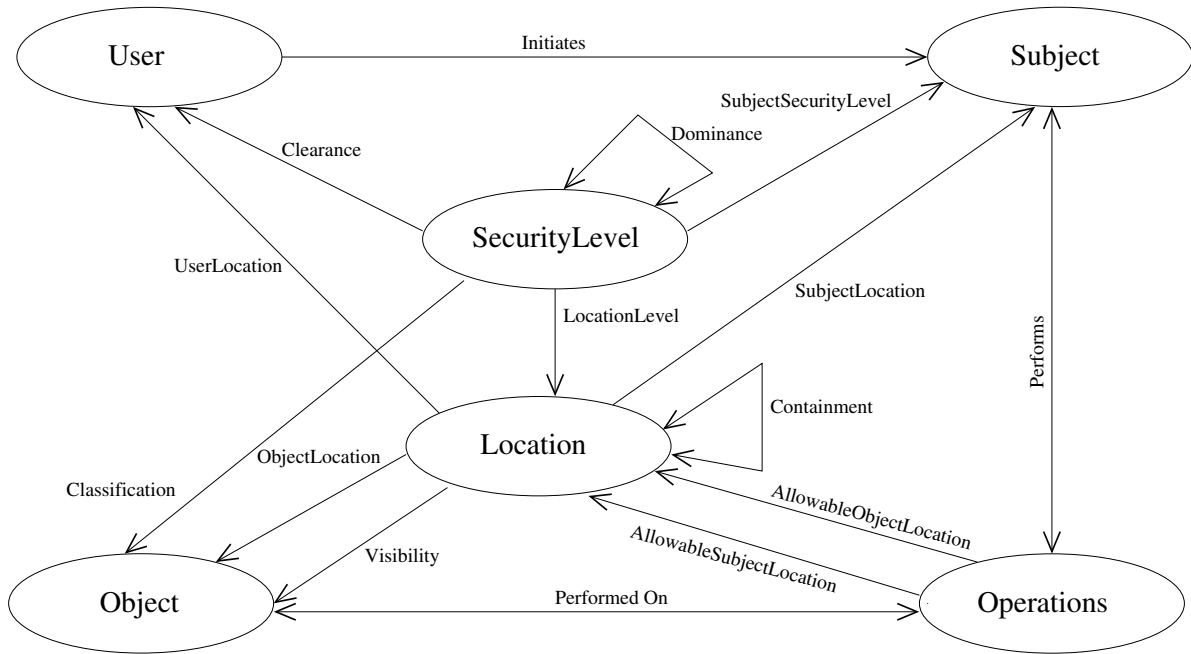 User
Initiates
Subject
SubjectSecurityLevel
Dominance
Clearance
SecurityLevel
UserLocation
SubjectLocation
LocationLevel
Performs
Containment
Location
ObjectLocation
Classification
AllowableObjectLocation
AllowableSubjectLocation
Visibility
Object
Performed On
Operations